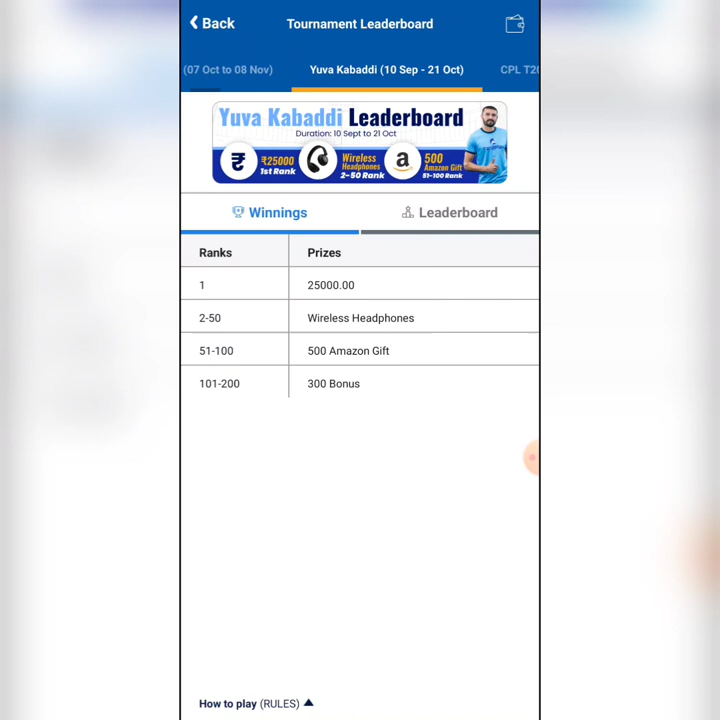 Back
Tournament Leaderboard
(07 Oct to 08 Nov)
Yuva Kabaddi (10 Sep - 21 Oct)
CPL T20
Yuva Kabaddi Leaderboard
Duration: 10 Sept to 21 Oct
₹ ₹25000 1st Rank
Wireless Headphones 2-50 Rank
a 500 Amazon Gift 51-100 Rank
Winnings
Leaderboard
Ranks Prizes
1 25000.00
2-50 Wireless Headphones
51-100 500 Amazon Gift
101-200 300 Bonus
How to play (RULES)